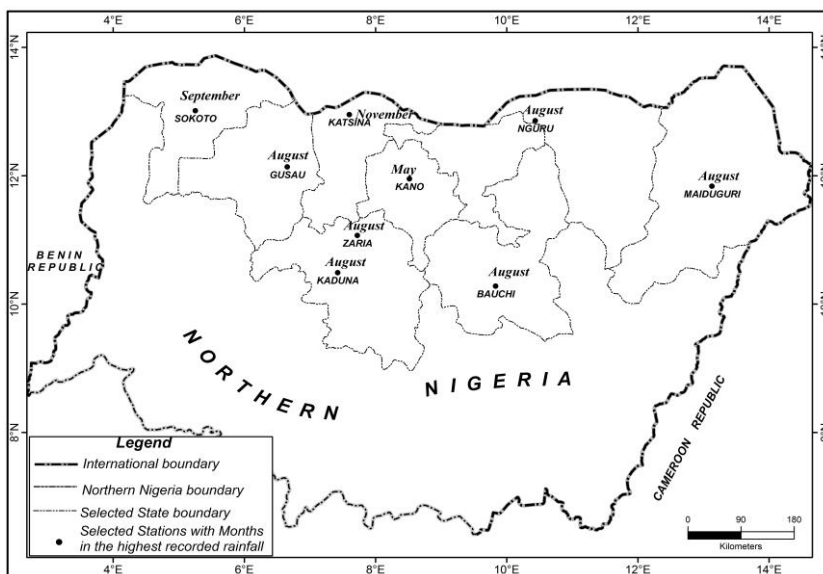 4°E 6°E 8°E 10°E 12°E 14°E
14°N
14°N
September
SOKOTO
November
KATSINA
August
NGURU
August
GUSAU
May
KANO
August
MAIDUGURI
12°N
August
ZARIA
BENIN
REPUBLIC
August
KADUNA
August
BAUCHI
10°N
10°N
NORTHERN NIGERIA
CAMEROON REPUBLIC
8°N
Legend
International boundary
Northern Nigeria boundary
Selected State boundary
Selected Stations with Months
in the highest recorded rainfall
0 90 180
Kilometers
4°E 6°E 8°E 10°E 12°E 14°E